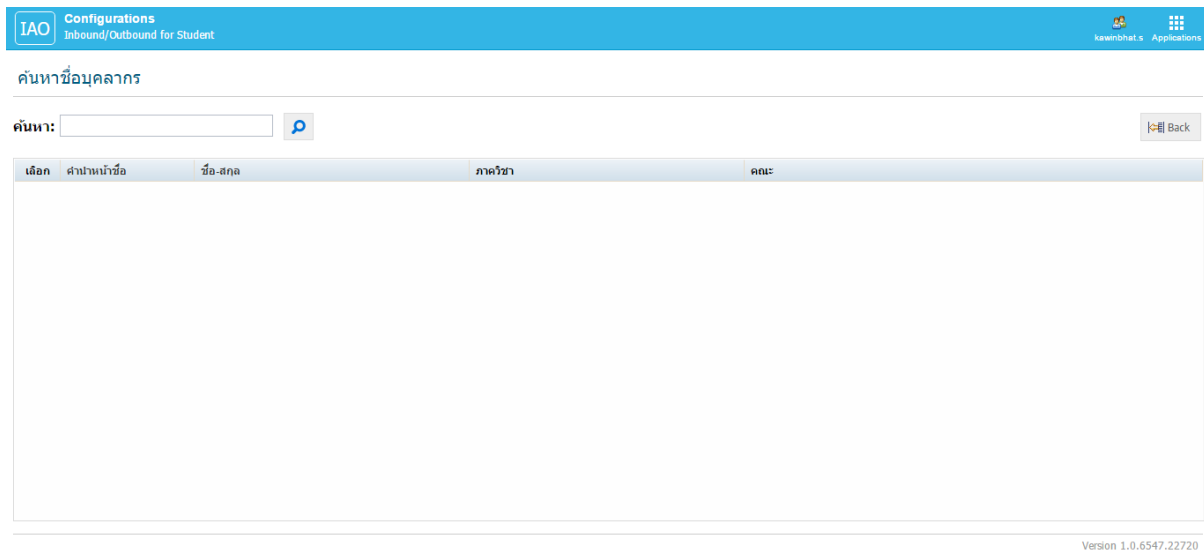 IAO
Configurations
Inbound/Outbound for Student
kawinbhat.s Applications
ค้นหาชื่อบุคลากร
ค้นหา:
Back
เลือก คำนำหน้าชื่อ ชื่อ-สกุล ภาควิชา คณะ
Version 1.0.6547.22720